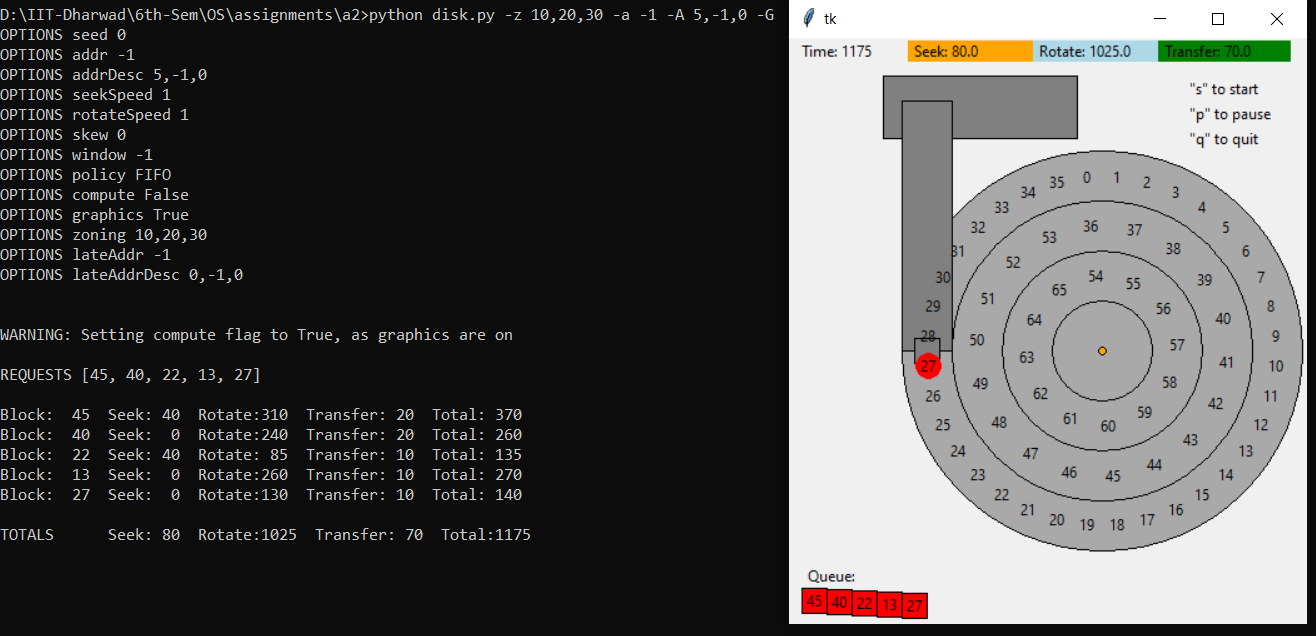 D:\IIT-Dharwad\6th-Sem\OS\assignments\a2>python disk.py -z 10,20,30 -a -1 -A 5,-1,0 -G
OPTIONS seed 0
OPTIONS addr -1
OPTIONS addrDesc 5,-1,0
OPTIONS seekSpeed 1
OPTIONS rotateSpeed 1
OPTIONS skew 0
OPTIONS window -1
OPTIONS policy FIFO
OPTIONS compute False
OPTIONS graphics True
OPTIONS zoning 10,20,30
OPTIONS lateAddr -1
OPTIONS lateAddrDesc 0,-1,0
WARNING: Setting compute flag to True, as graphics are on
REQUESTS [45, 40, 22, 13, 27]
Block:  45  Seek: 40  Rotate:310  Transfer: 20  Total: 370
Block:  40  Seek:  0  Rotate:240  Transfer: 20  Total: 260
Block:  22  Seek: 40  Rotate: 85  Transfer: 10  Total: 135
Block:  13  Seek:  0  Rotate:260  Transfer: 10  Total: 270
Block:  27  Seek:  0  Rotate:130  Transfer: 10  Total: 140
TOTALS      Seek: 80  Rotate:1025  Transfer: 70  Total:1175
tk
Time: 1175 Seek: 80.0 Rotate: 1025.0 Transfer: 70.0
"s" to start
"p" to pause
"q" to quit
0 1 2 3 4 5 6 7 8 9 10 11 12 13 14 15 16 17 18 19 20 21 22 23 24 25 26 27 28 29 30 31 32 33 34 35
36 37 38 39 40 41 42 43 44 45 46 47 48 49 50 51 52 53
54 55 56 57 58 59 60 61 62 63 64 65
Queue:
45 40 22 13 27